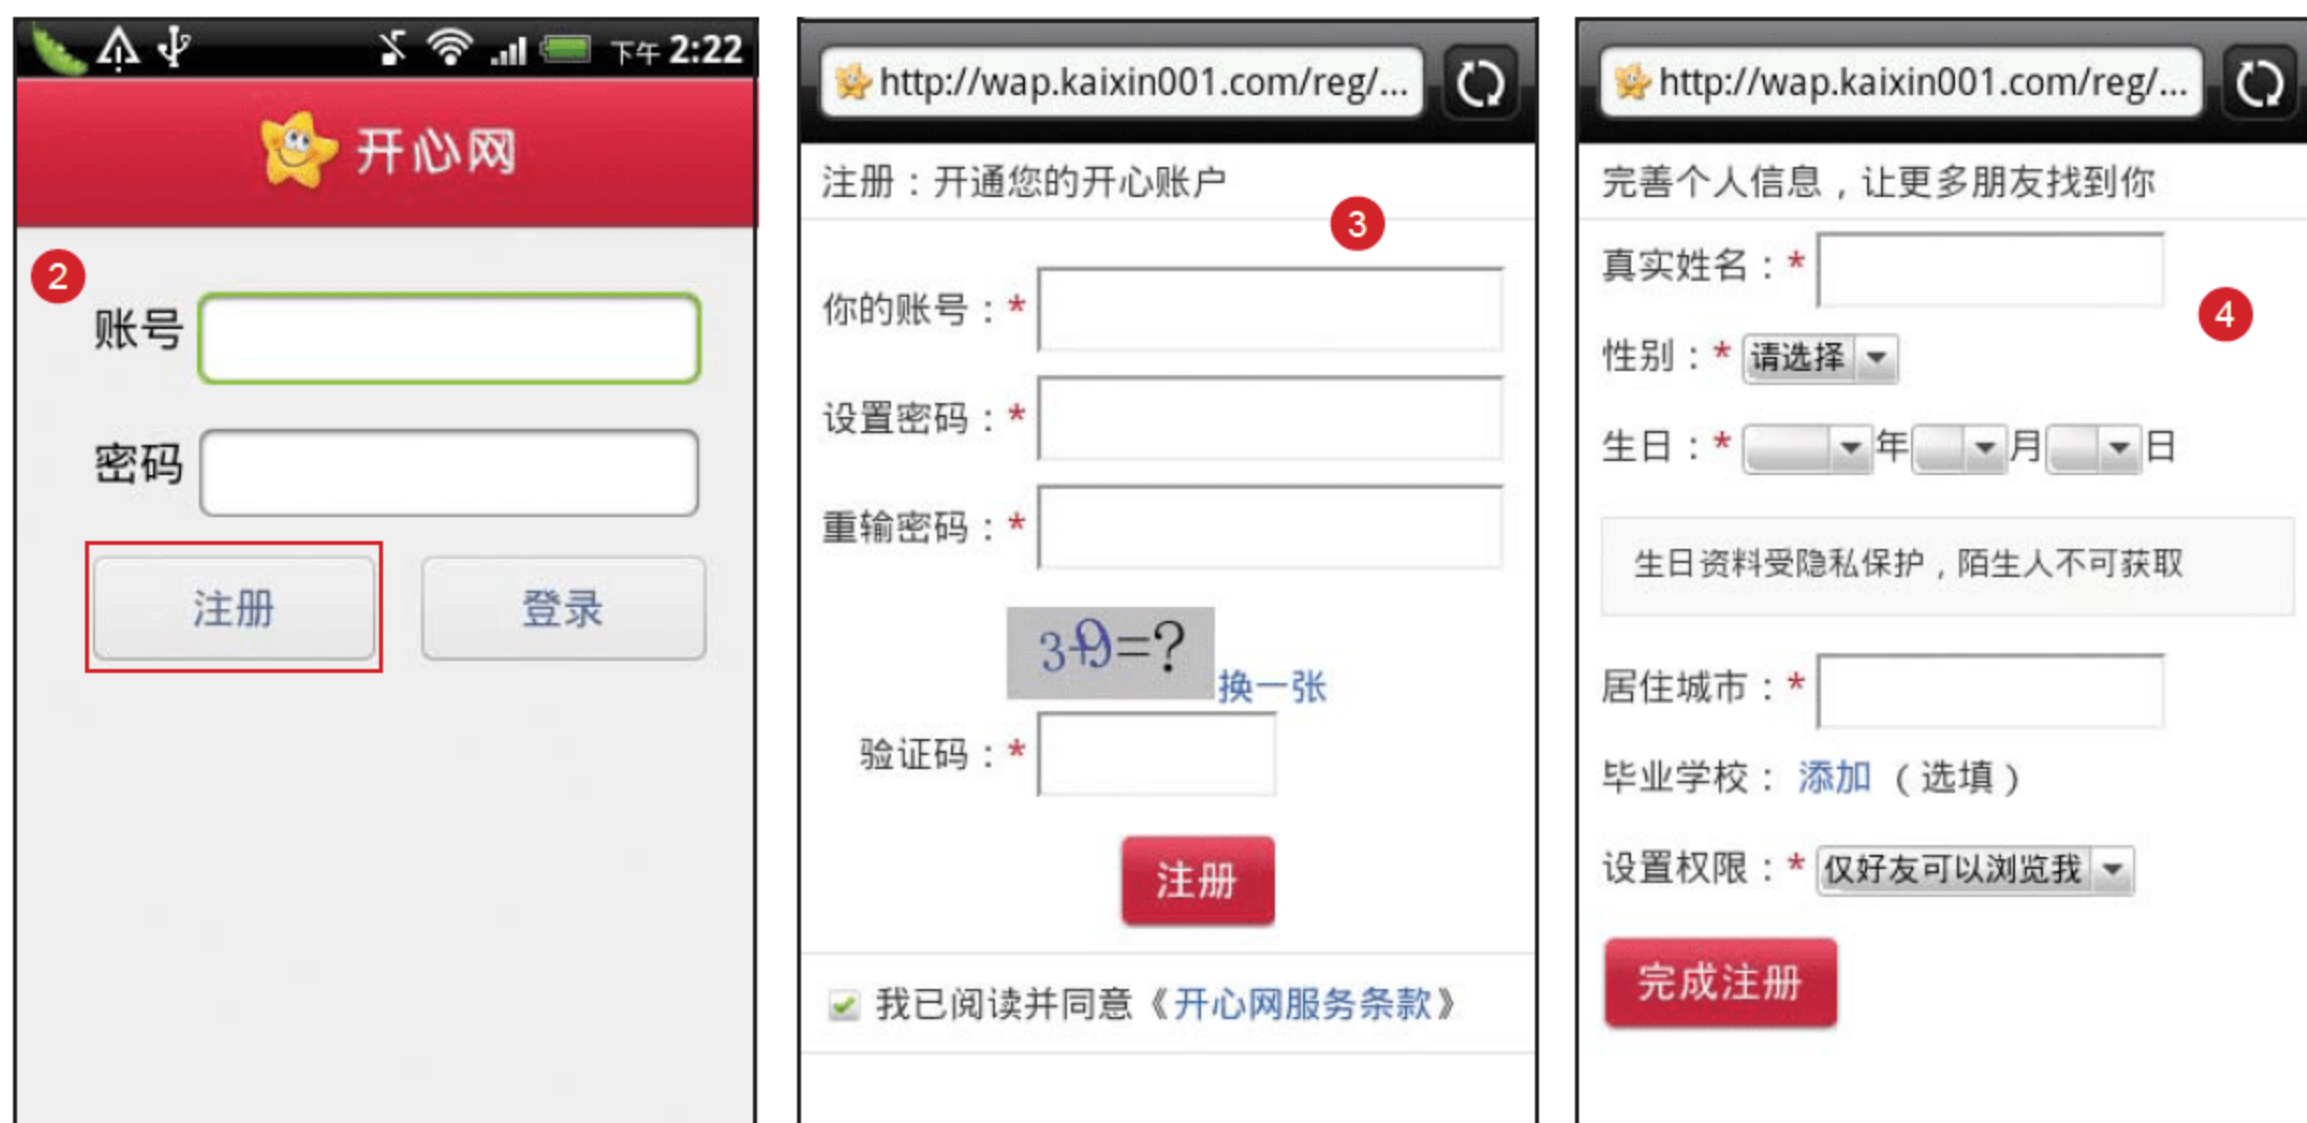 下午 2:22
开心网
2
账号
密码
注册
登录
http://wap.kaixin001.com/reg/...
注册：开通您的开心账户
3
你的账号：*
设置密码：*
重输密码：*
3+9=?
换一张
验证码：*
注册
我已阅读并同意《开心网服务条款》
http://wap.kaixin001.com/reg/...
完善个人信息，让更多朋友找到你
真实姓名：*
4
性别：* 请选择
生日：* 年 月 日
生日资料受隐私保护，陌生人不可获取
居住城市：*
毕业学校： 添加（选填）
设置权限：* 仅好友可以浏览我
完成注册